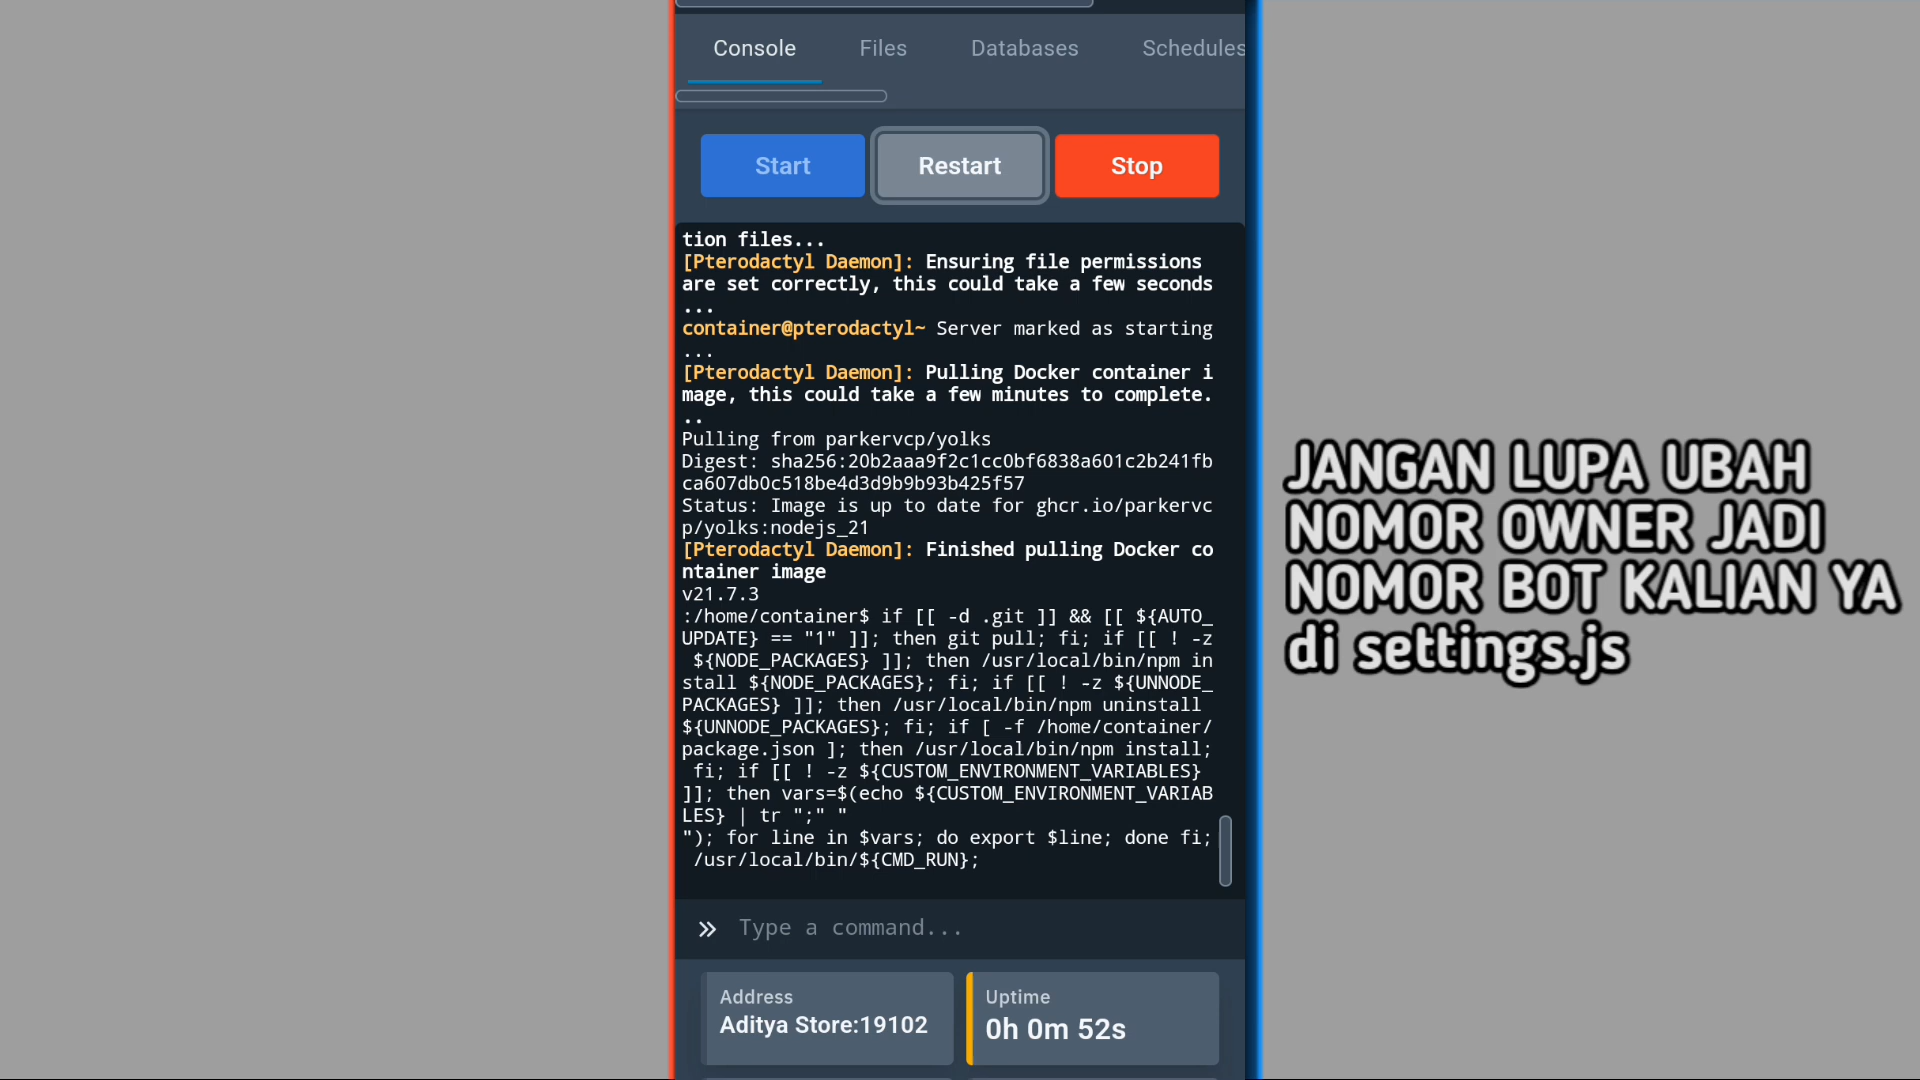 Console Files Databases Schedules
Start Restart Stop
tion files...
[Pterodactyl Daemon]: Ensuring file permissions
are set correctly, this could take a few seconds
...
container@pterodactyl~ Server marked as starting
...
[Pterodactyl Daemon]: Pulling Docker container i
mage, this could take a few minutes to complete.
..
Pulling from parkervcp/yolks
Digest: sha256:20b2aaa9f2c1cc0bf6838a601c2b241fb
ca607db0c518be4d3d9b9b93b425f57
Status: Image is up to date for ghcr.io/parkervc
p/yolks:nodejs_21
[Pterodactyl Daemon]: Finished pulling Docker co
ntainer image
v21.7.3
:/home/container$ if [[ -d .git ]] && [[ ${AUTO_
UPDATE} == "1" ]]; then git pull; fi; if [[ ! -z
${NODE_PACKAGES} ]]; then /usr/local/bin/npm in
stall ${NODE_PACKAGES}; fi; if [[ ! -z ${UNNODE_
PACKAGES} ]]; then /usr/local/bin/npm uninstall
${UNNODE_PACKAGES}; fi; if [ -f /home/container/
package.json ]; then /usr/local/bin/npm install;
fi; if [[ ! -z ${CUSTOM_ENVIRONMENT_VARIABLES}
]]; then vars=$(echo ${CUSTOM_ENVIRONMENT_VARIAB
LES} | tr ";" "
"); for line in $vars; do export $line; done fi;
/usr/local/bin/${CMD_RUN};
Type a command...
Address
Aditya Store:19102
Uptime
0h 0m 52s
JANGAN LUPA UBAH
NOMOR OWNER JADI
NOMOR BOT KALIAN YA
di settings.js